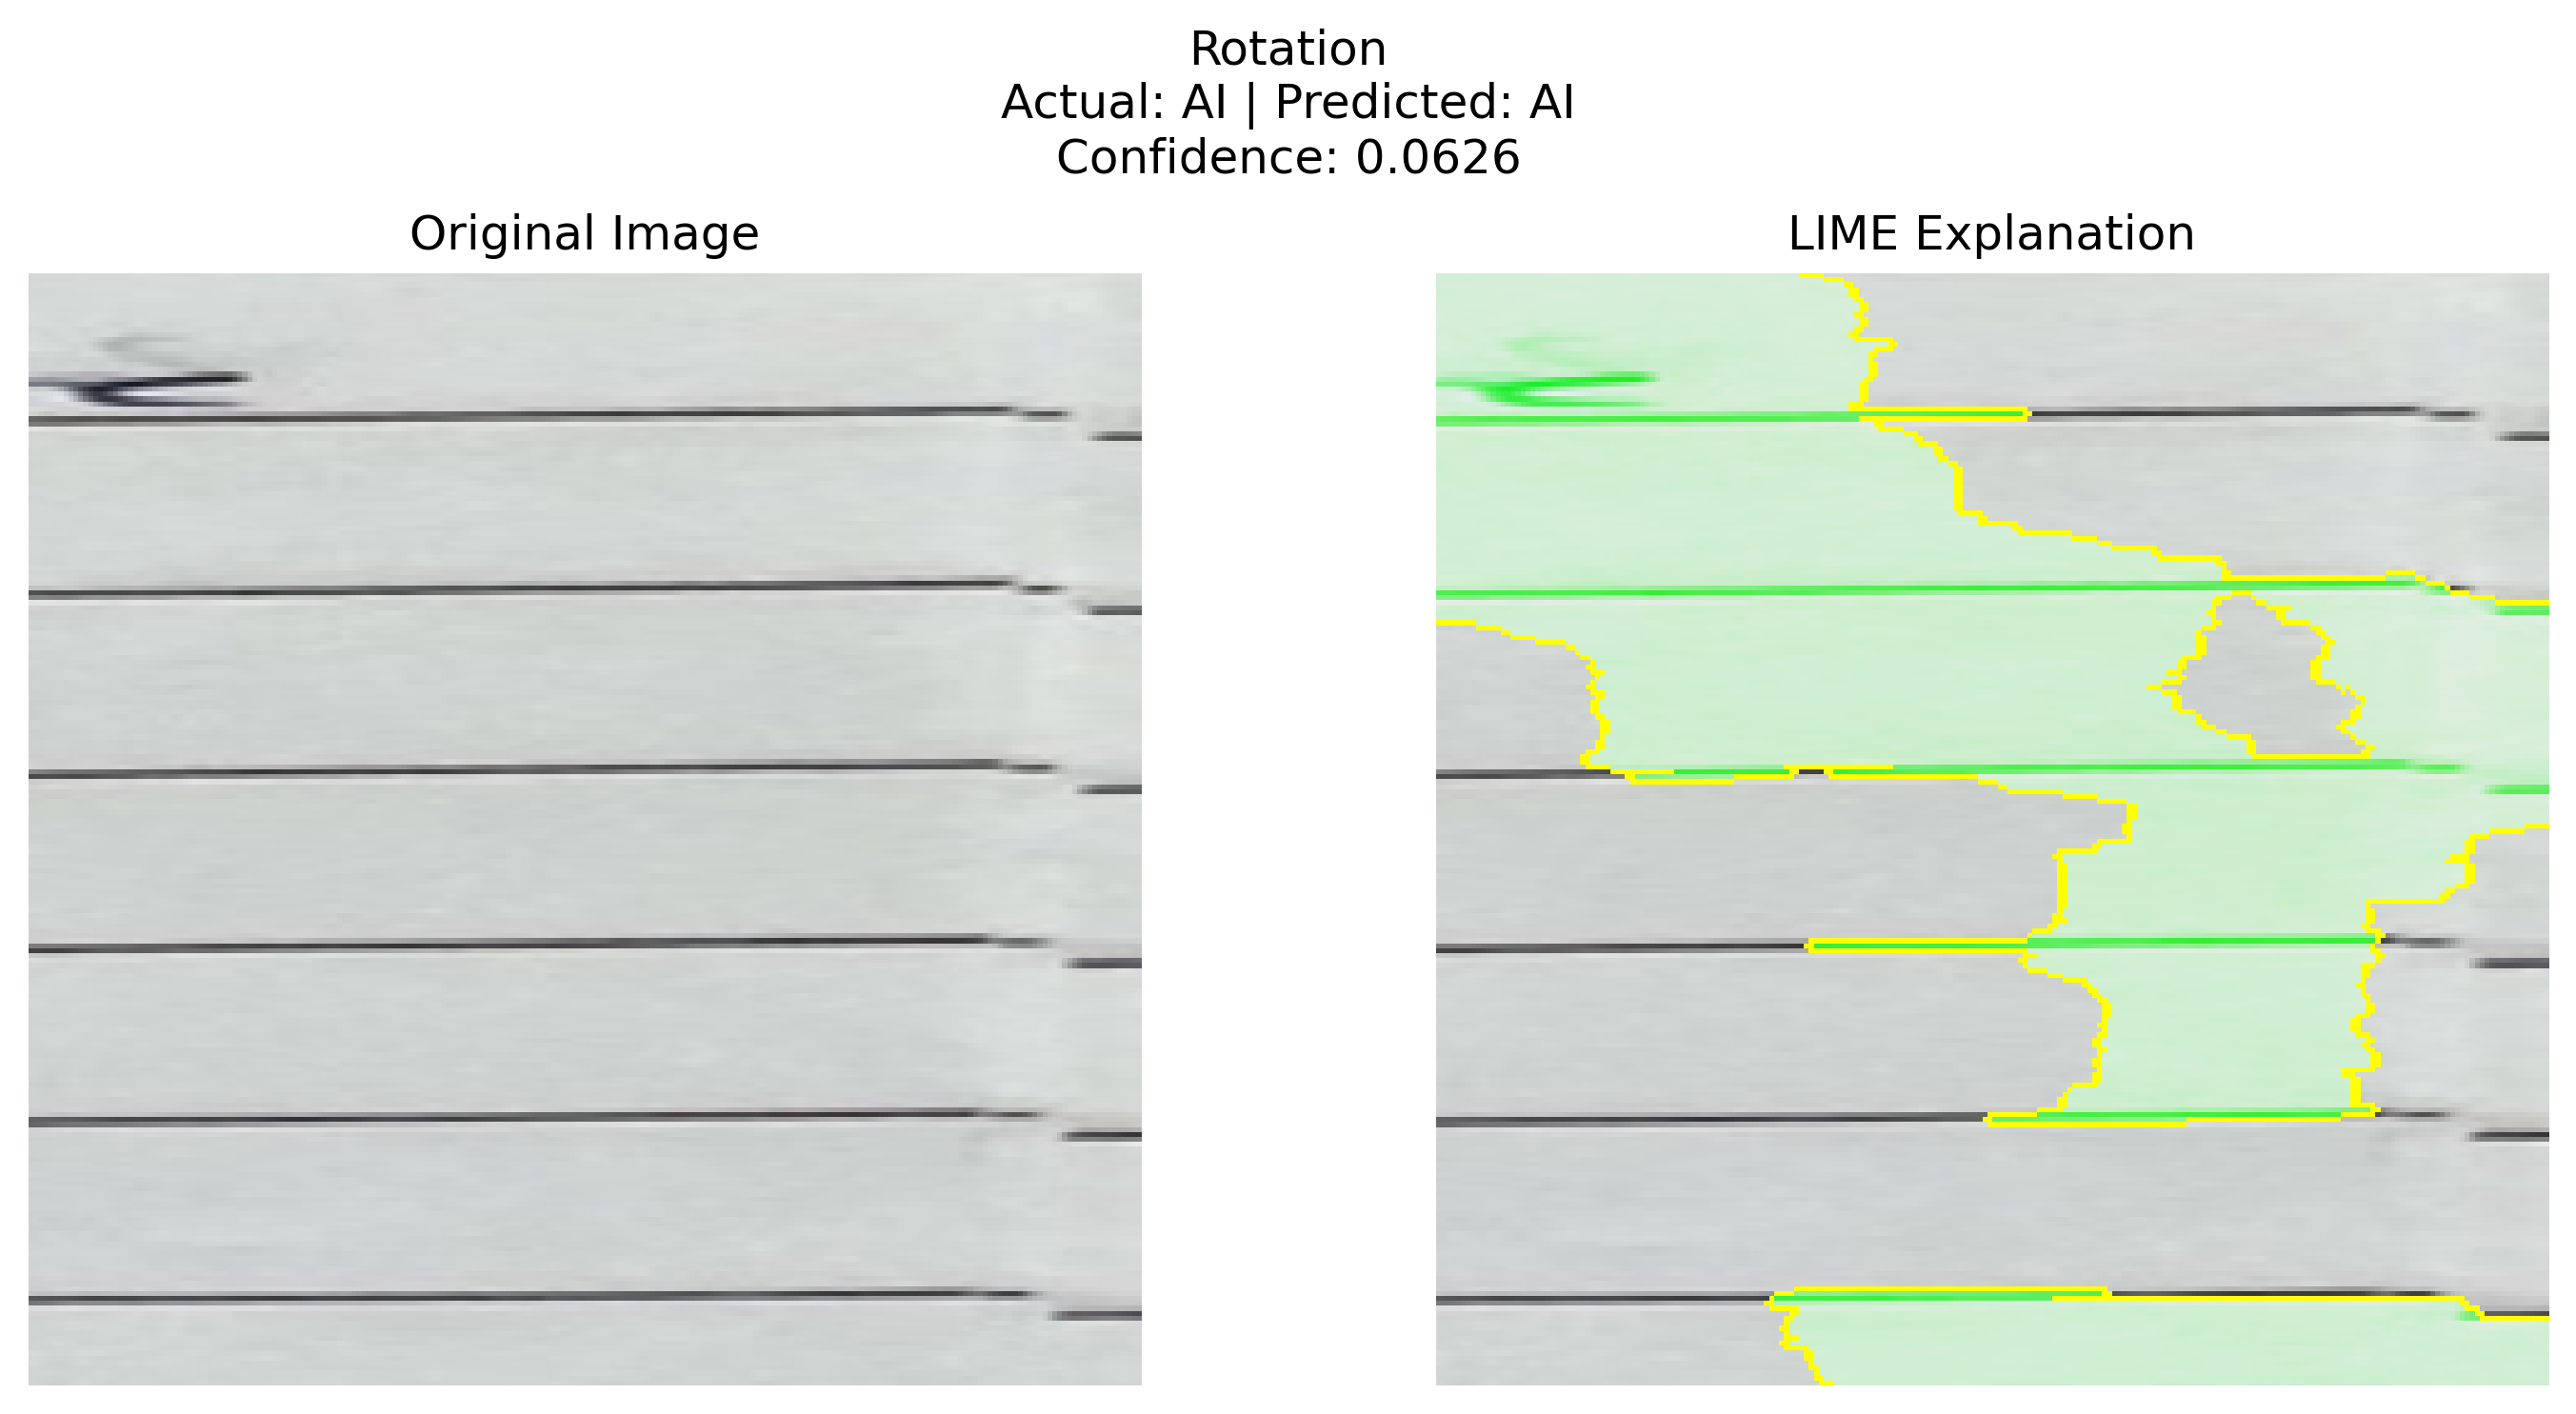 Rotation
Actual: AI | Predicted: AI
Confidence: 0.0626
Original Image
LIME Explanation